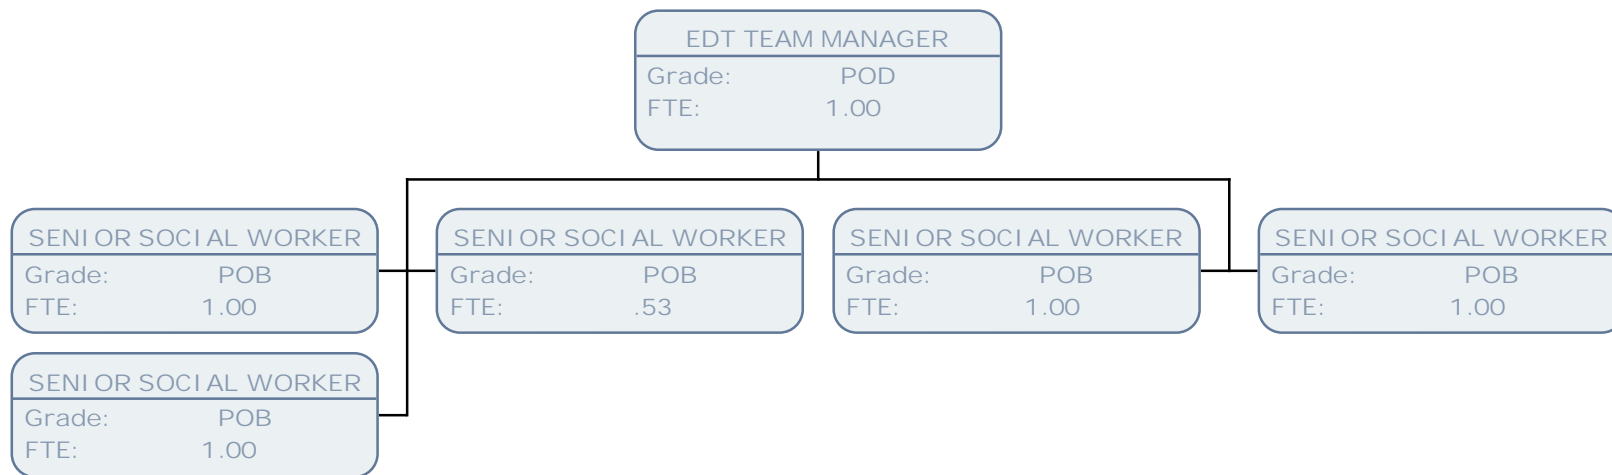 EDT TEAM MANAGER
Grade: POD
FTE: 1.00
SENIOR SOCIAL WORKER
Grade: POB
FTE: 1.00
SENIOR SOCIAL WORKER
Grade: POB
FTE: .53
SENIOR SOCIAL WORKER
Grade: POB
FTE: 1.00
SENIOR SOCIAL WORKER
Grade: POB
FTE: 1.00
SENIOR SOCIAL WORKER
Grade: POB
FTE: 1.00